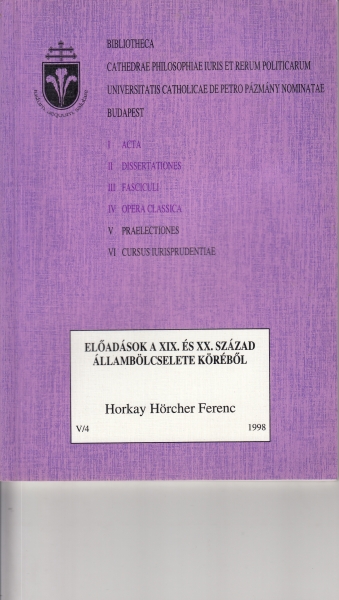 BIBLIOTHECA
CATHEDRAE PHILOSOPHIAE IURIS ET RERUM POLITICARUM
UNIVERSITATIS CATHOLICAE DE PETRO PÁZMÁNY NOMINATAE
BUDAPEST
I ACTA
II DISSERTATIONES
III FASCICULI
IV OPERA CLASSICA
V PRAELECTIONES
VI CURSUS IURISPRUDENTIAE
ELŐADÁSOK A XIX. ÉS XX. SZÁZAD
ÁLLAMBÖLCSELETE KÖRÉBŐL
Horkay Hörcher Ferenc
V/4 1998